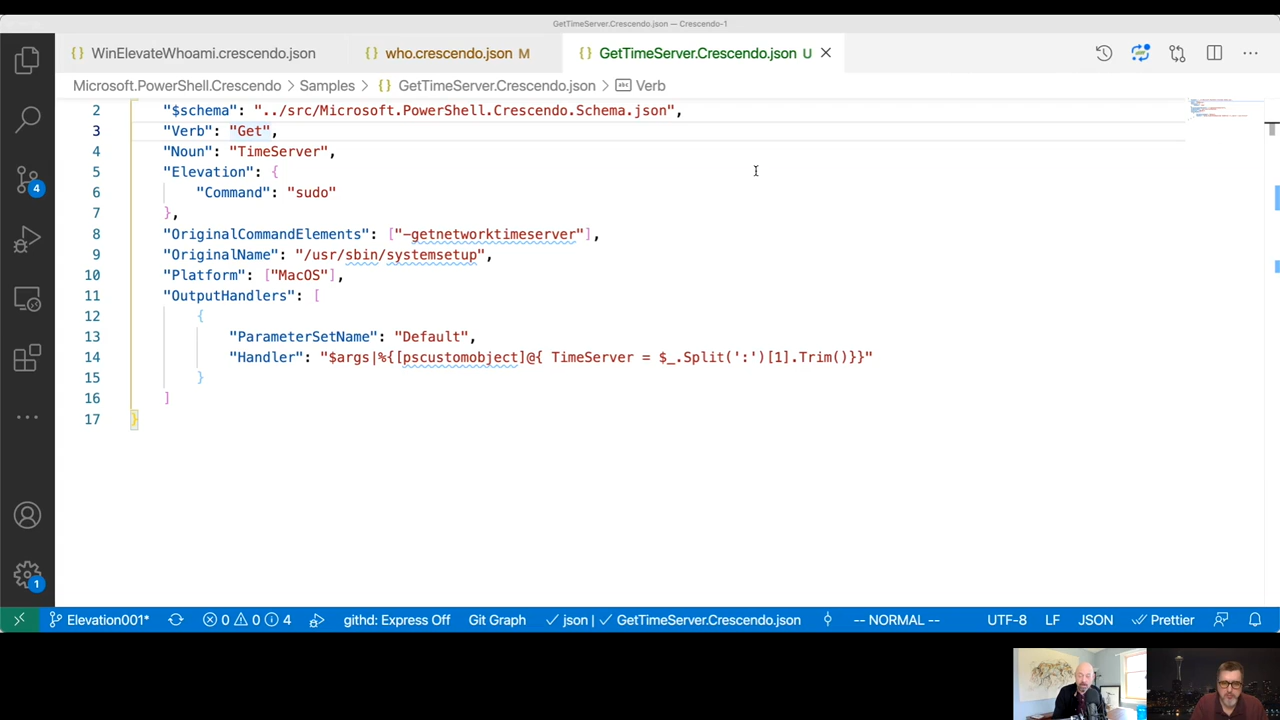 GetTimeServer.Crescendo.json — Crescendo-1
WinElevateWhoami.crescendo.json
who.crescendo.json M
GetTimeServer.Crescendo.json U
Microsoft.PowerShell.Crescendo > Samples > GetTimeServer.Crescendo.json > abc Verb
2 "$schema": "../src/Microsoft.PowerShell.Crescendo.Schema.json",
3 "Verb": "Get",
4 "Noun": "TimeServer",
5 "Elevation": {
6 "Command": "sudo"
7 },
8 "OriginalCommandElements": ["-getnetworktimeserver"],
9 "OriginalName": "/usr/sbin/systemsetup",
10 "Platform": ["MacOS"],
11 "OutputHandlers": [
12 {
13 "ParameterSetName": "Default",
14 "Handler": "$args|%{[pscustomobject]@{ TimeServer = $_.Split(':')[1].Trim()}}"
15 }
16 ]
17 }
4
1
Elevation001* 0 0 4 githd: Express Off Git Graph json | GetTimeServer.Crescendo.json -- NORMAL -- UTF-8 LF JSON Prettier